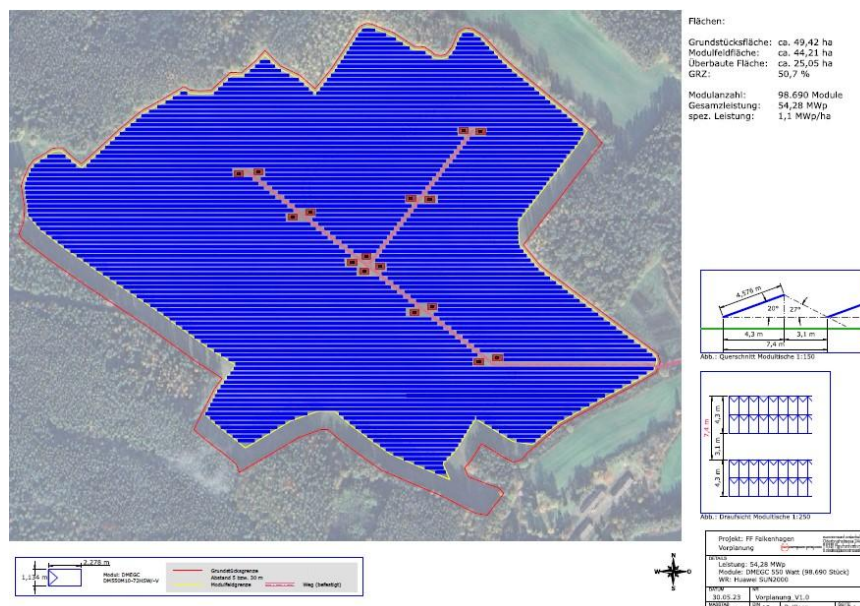 Flächen:
Grundstücksfläche: ca. 49,42 ha
Modulfeldfläche: ca. 44,21 ha
Überbaute Fläche: ca. 25,05 ha
GRZ: 50,7 %
Modulanzahl: 98.690 Module
Gesamzleistung: 54,28 MWp
spez. Leistung: 1,1 MWp/ha
4,576 m
20°
27°
4,3 m
3,1 m
7,4 m
Abb.: Querschnitt Modultische 1:150
4,3 m
7,4 m
3,1 m
4,3 m
Abb.: Draufsicht Modultische 1:250
Projekt: FF Falkenhagen
Vorplanung
DETAILS
Leistung: 54,28 MWp
Module: DMEGC 550 Watt (98.690 Stück)
WR: Huawei SUN2000
DATUM
30.05.23
Vorplanung_V1.0
2,278 m
1,134 m
Modul: DMEGC
Grundstücksgrenze
Abstand 5 bzw. 30 m
Modulfeldgrenze
Weg (befestigt)
N
W
S